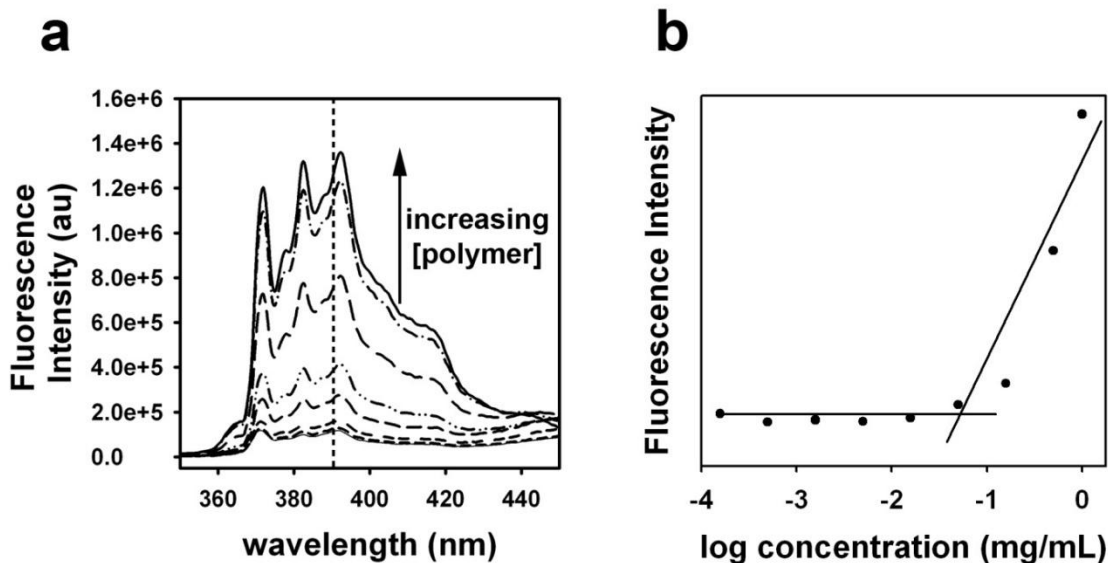 a
Fluorescence
Intensity (au)
1.6e+6
1.4e+6
1.2e+6
1.0e+6
8.0e+5
6.0e+5
4.0e+5
2.0e+5
0.0
increasing
[polymer]
360 380 400 420 440
wavelength (nm)
b
Fluorescence Intensity
-4 -3 -2 -1 0
log concentration (mg/mL)